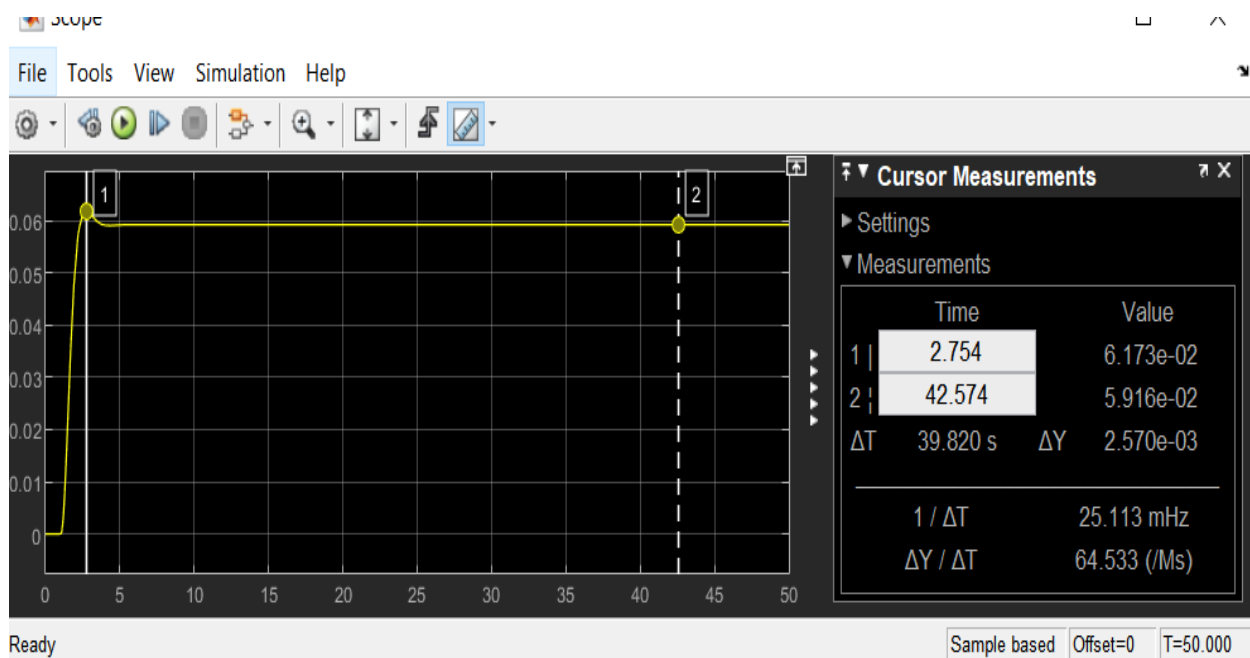 Scope
File Tools View Simulation Help
1
2
0.06
0.05
0.04
0.03
0.02
0.01
0
0 5 10 15 20 25 30 35 40 45 50
Cursor Measurements
Settings
Measurements
Time Value
1 | 2.754 6.173e-02
2 ¦ 42.574 5.916e-02
ΔT 39.820 s ΔY 2.570e-03
1 / ΔT 25.113 mHz
ΔY / ΔT 64.533 (/Ms)
Ready
Sample based Offset=0 T=50.000